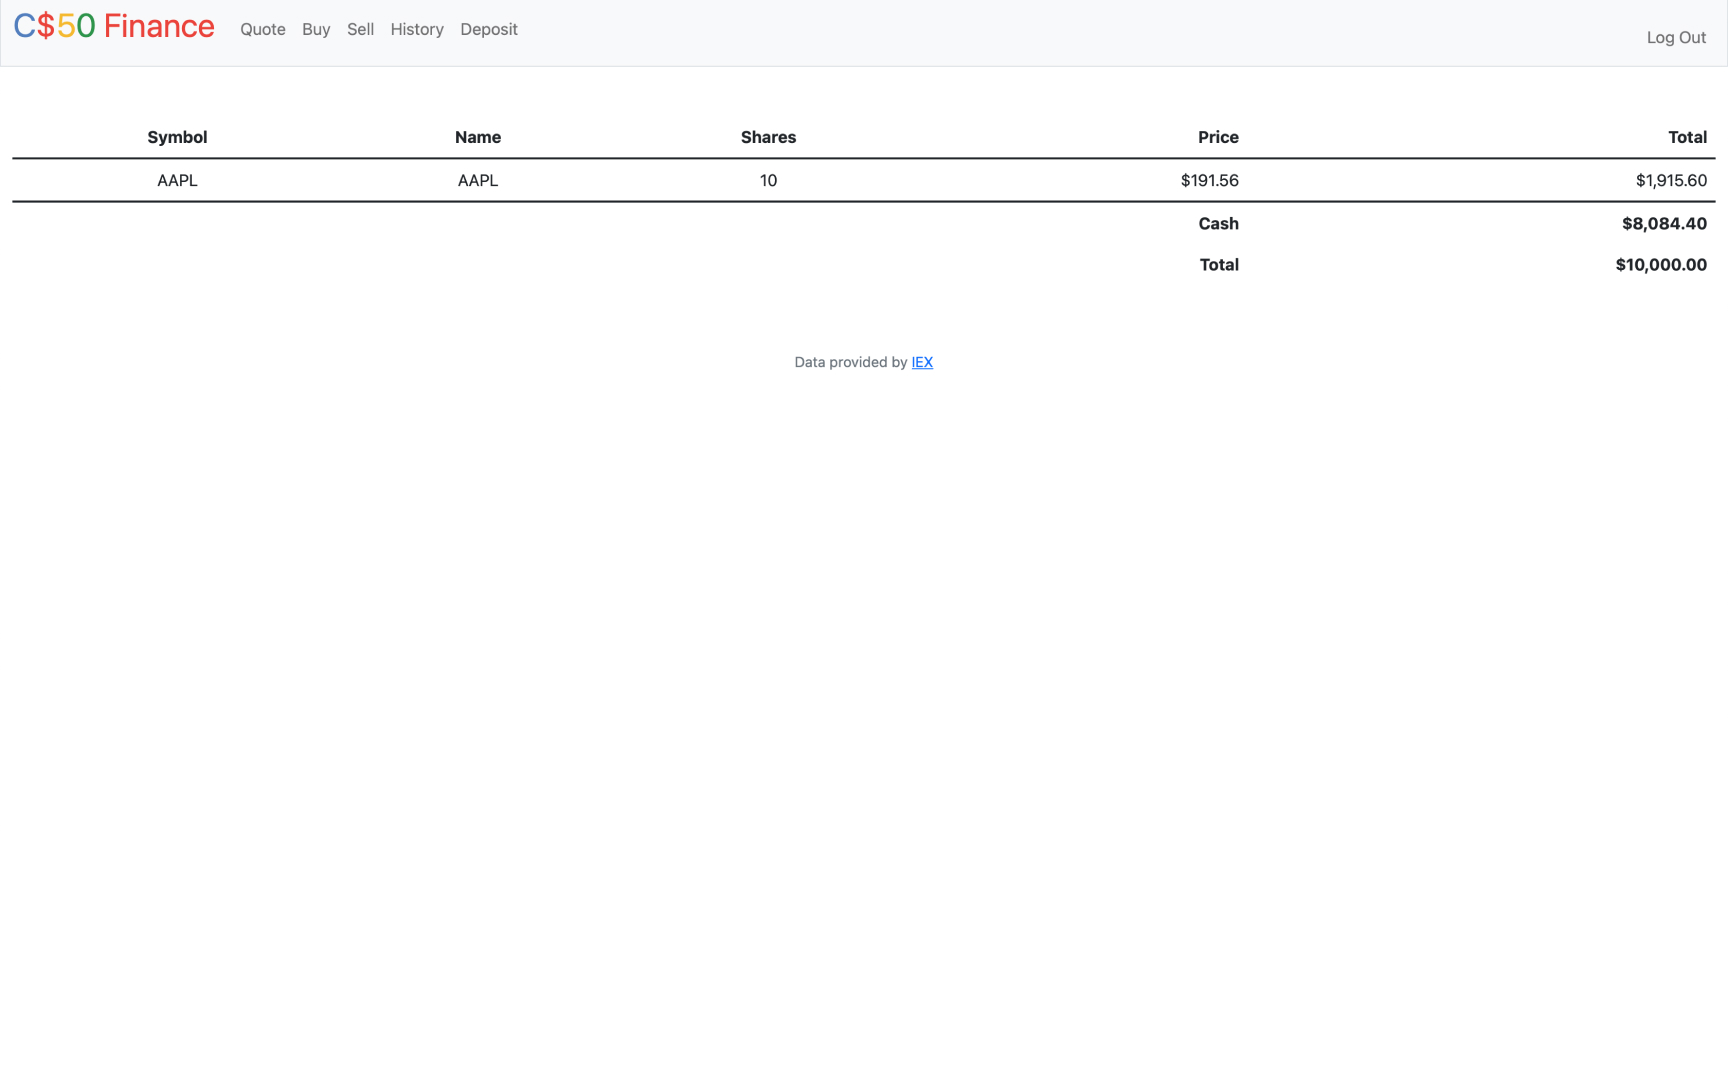 C$50 Finance Quote Buy Sell History Deposit Log Out
Symbol Name Shares Price Total
AAPL AAPL 10 $191.56 $1,915.60
Cash $8,084.40
Total $10,000.00
Data provided by IEX